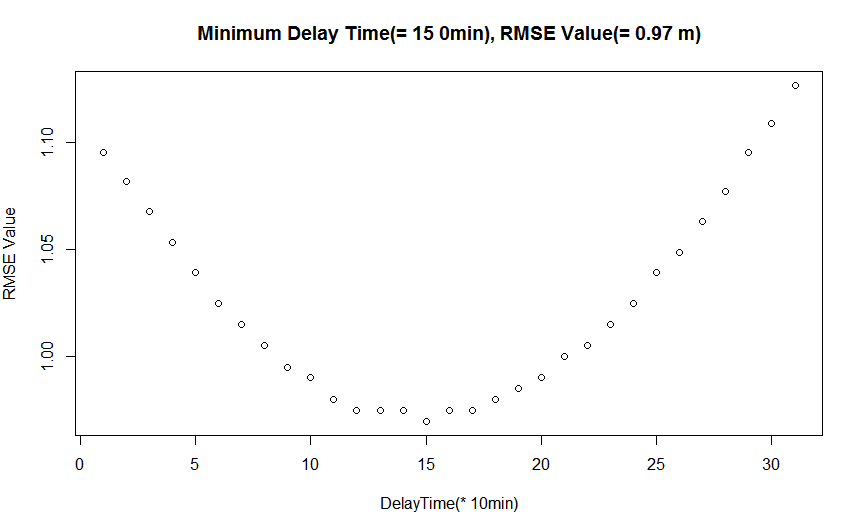 Minimum Delay Time(= 15 0min), RMSE Value(= 0.97 m)
RMSE Value
1.10
1.05
1.00
0 5 10 15 20 25 30
DelayTime(* 10min)